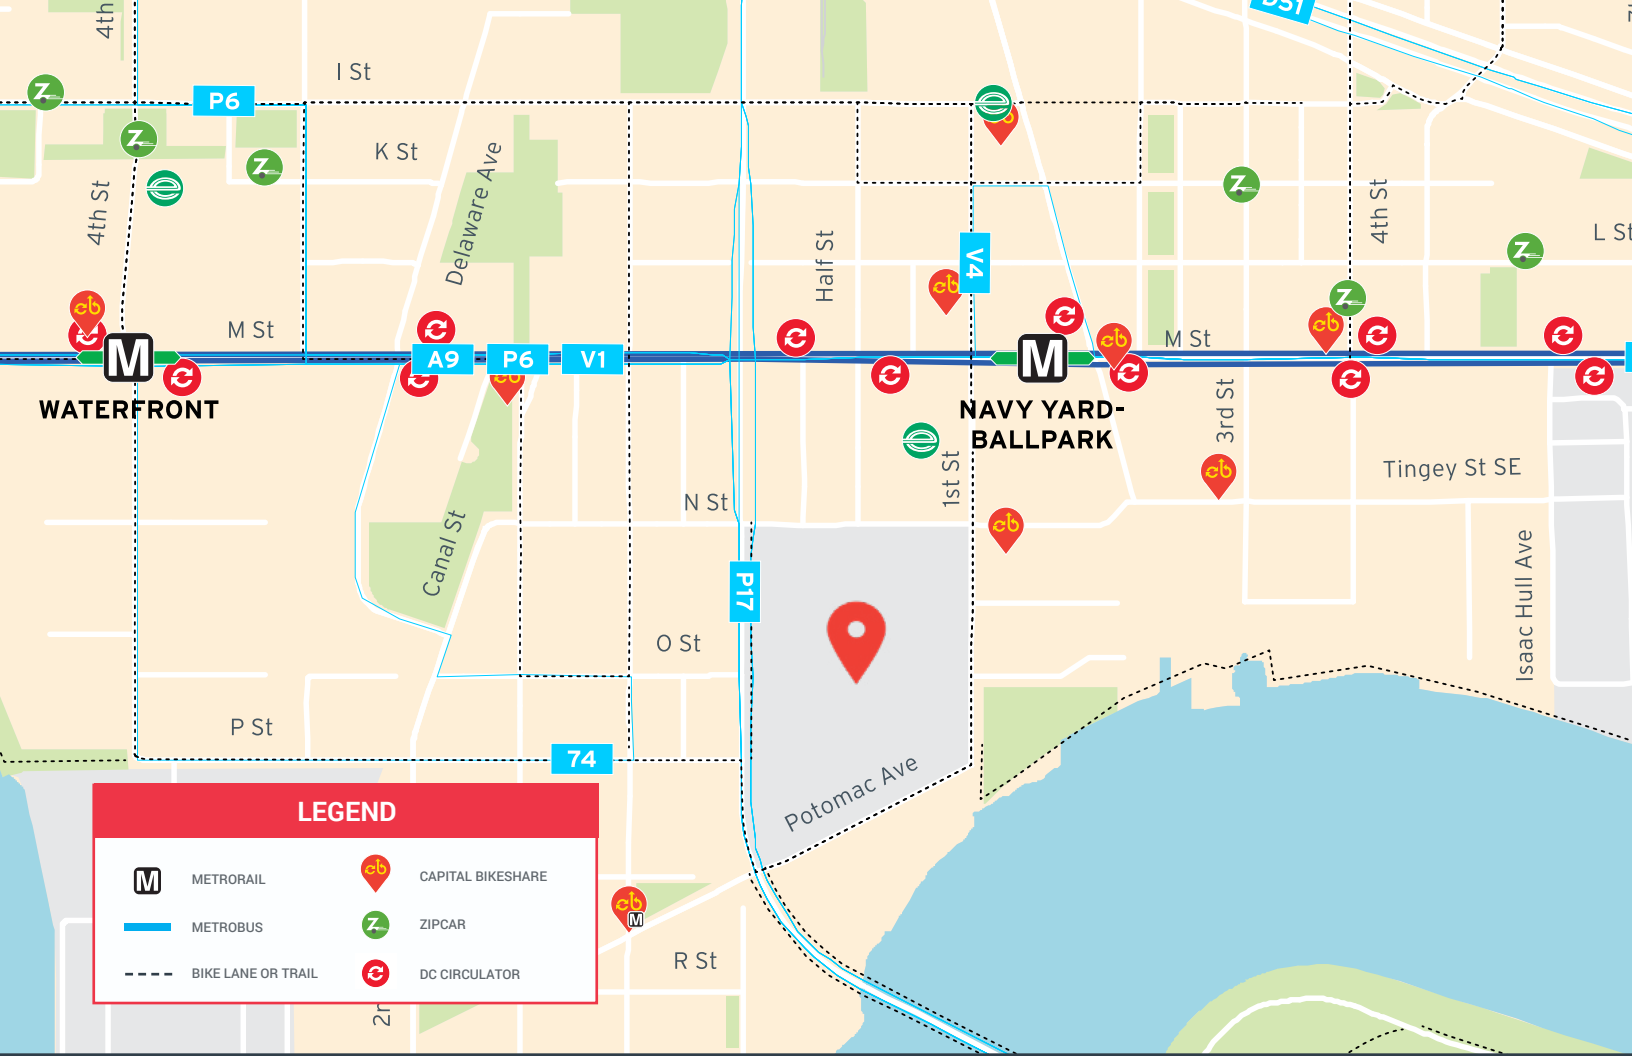 4th
D51
I St
P6
K St
4th St
Delaware Ave
Half St
V4
4th St
L St
M St
M
A9
P6
V1
M
M St
WATERFRONT
NAVY YARD-
BALLPARK
3rd St
1st St
Tingey St SE
N St
Canal St
Isaac Hull Ave
P17
O St
P St
74
Potomac Ave
LEGEND
M METRORAIL
CAPITAL BIKESHARE
METROBUS
ZIPCAR
BIKE LANE OR TRAIL
DC CIRCULATOR
M
R St